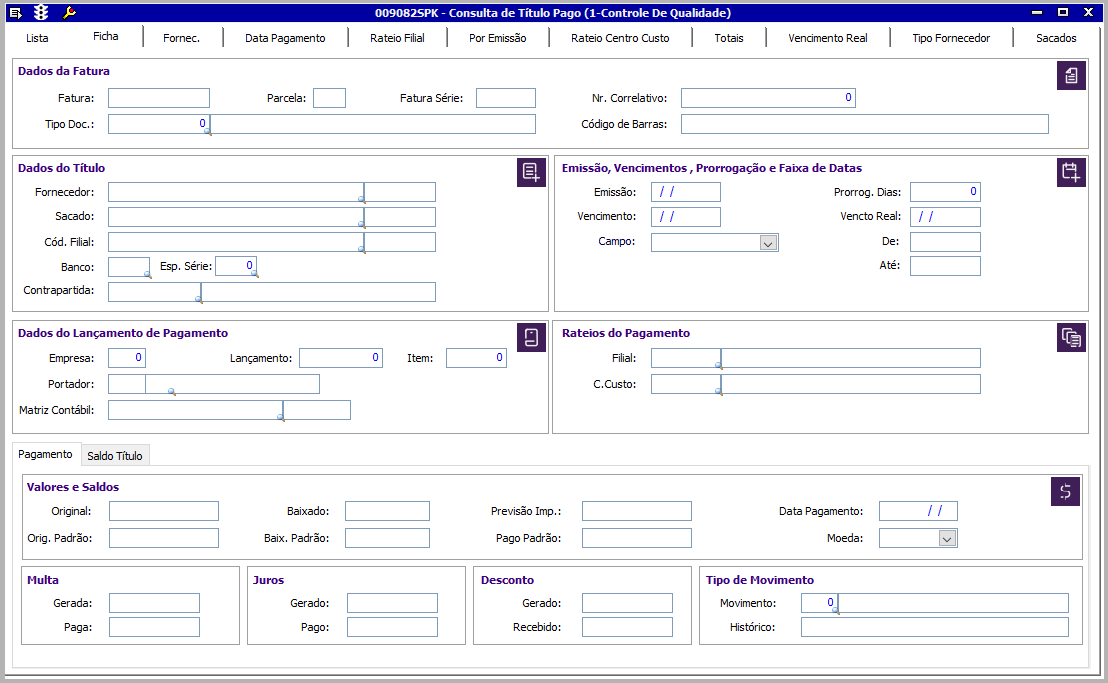 009082SPK - Consulta de Título Pago (1-Controle De Qualidade)
Lista Ficha Fornec. Data Pagamento Rateio Filial Por Emissão Rateio Centro Custo Totais Vencimento Real Tipo Fornecedor Sacados
Dados da Fatura
Fatura: Parcela: Fatura Série: Nr. Correlativo: 0
Tipo Doc.: 0 Código de Barras:
Dados do Título
Fornecedor:
Sacado:
Cód. Filial:
Banco: Esp. Série: 0
Contrapartida:
Emissão, Vencimentos , Prorrogação e Faixa de Datas
Emissão: / / Prorrog. Dias: 0
Vencimento: / / Vencto Real: / /
Campo: De:
Até:
Dados do Lançamento de Pagamento
Empresa: 0 Lançamento: 0 Item: 0
Portador:
Matriz Contábil:
Rateios do Pagamento
Filial:
C.Custo:
Pagamento Saldo Título
Valores e Saldos
Original: Baixado: Previsão Imp.: Data Pagamento: / /
Orig. Padrão: Baix. Padrão: Pago Padrão: Moeda:
Multa
Gerada:
Paga:
Juros
Gerado:
Pago:
Desconto
Gerado:
Recebido:
Tipo de Movimento
Movimento: 0
Histórico: